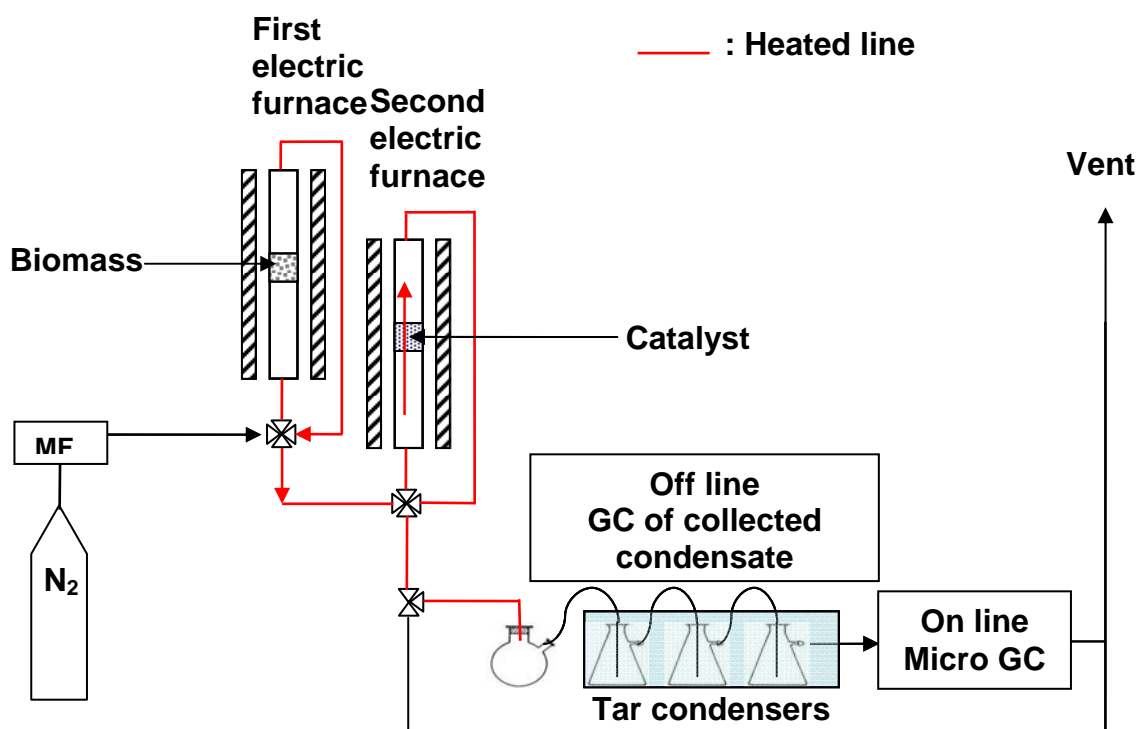 First
electric
furnace
: Heated line
Second
electric
furnace
Vent
Biomass
Catalyst
MF
N₂
Off line
GC of collected
condensate
On line
Micro GC
Tar condensers